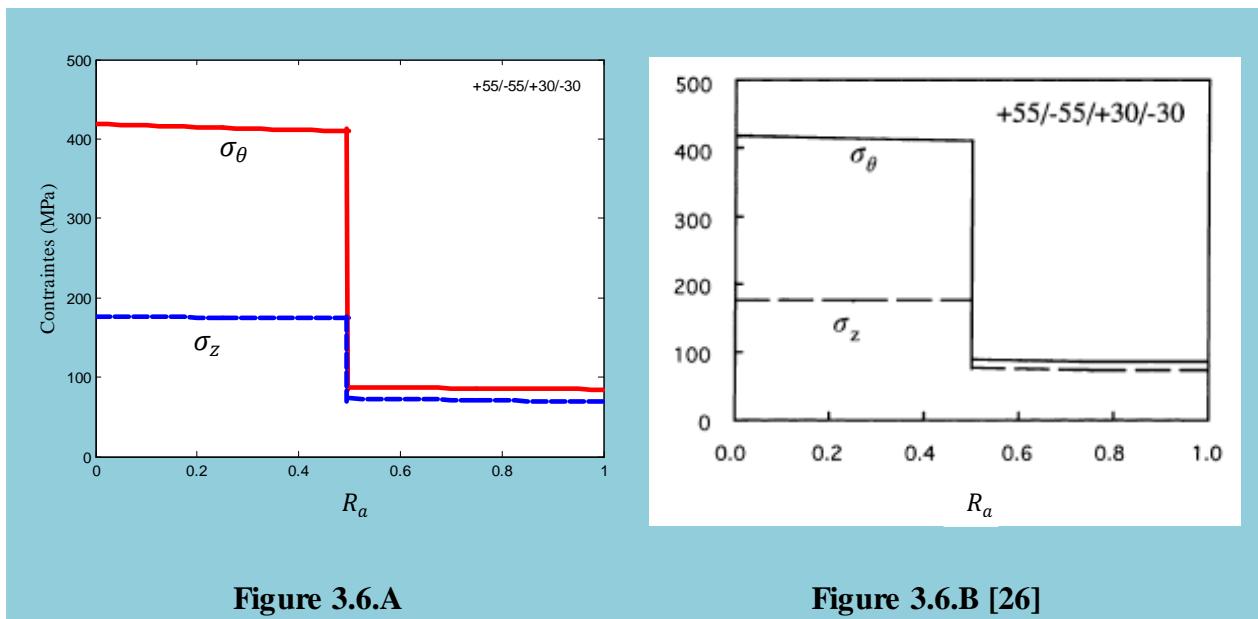 500
400
300
200
100
0
Contraintes (MPa)
+55/-55/+30/-30
σθ
σz
0 0.2 0.4 0.6 0.8 1
Ra
Figure 3.6.A
500
400
300
200
100
0
+55/-55/+30/-30
σθ
σz
0.0 0.2 0.4 0.6 0.8 1.0
Ra
Figure 3.6.B [26]